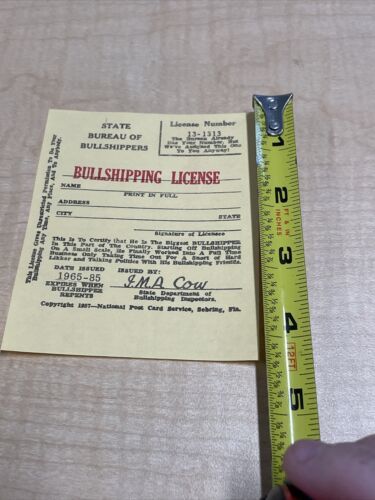 STATE
BUREAU OF
BULLSHIPPERS
License Number
13-1313
The Bureau Already
Has Your Number, But
We've Assigned This One
To You Anyway!
This License Gives Unquestioned Permission To Do Your
Bullshipping Any Time, Any Place, And To Anybody.
BULLSHIPPING LICENSE
NAME
PRINT IN FULL
ADDRESS
CITY
STATE
Signature of Licensee
This Is To Certify that He Is The Biggest BULLSHIPPER
In This Part Of The Country. Starting Off Bullshipping
On A Small Scale, He Finally Worked Into A Full Time
Business Only Taking Time Out For A Snort of Hard
Likker and Talking Politics With His Bullshipping Friends.
DATE ISSUED
1965-85
EXPIRES WHEN
BULLSHIPPER
REPENTS
ISSUED BY:
I.M.A Cow
State Department of
Bullshipping Inspectors.
Copyright 1937—National Post Card Service, Sebring, Fla.
1
2
FT & W
3
4
12FT
5